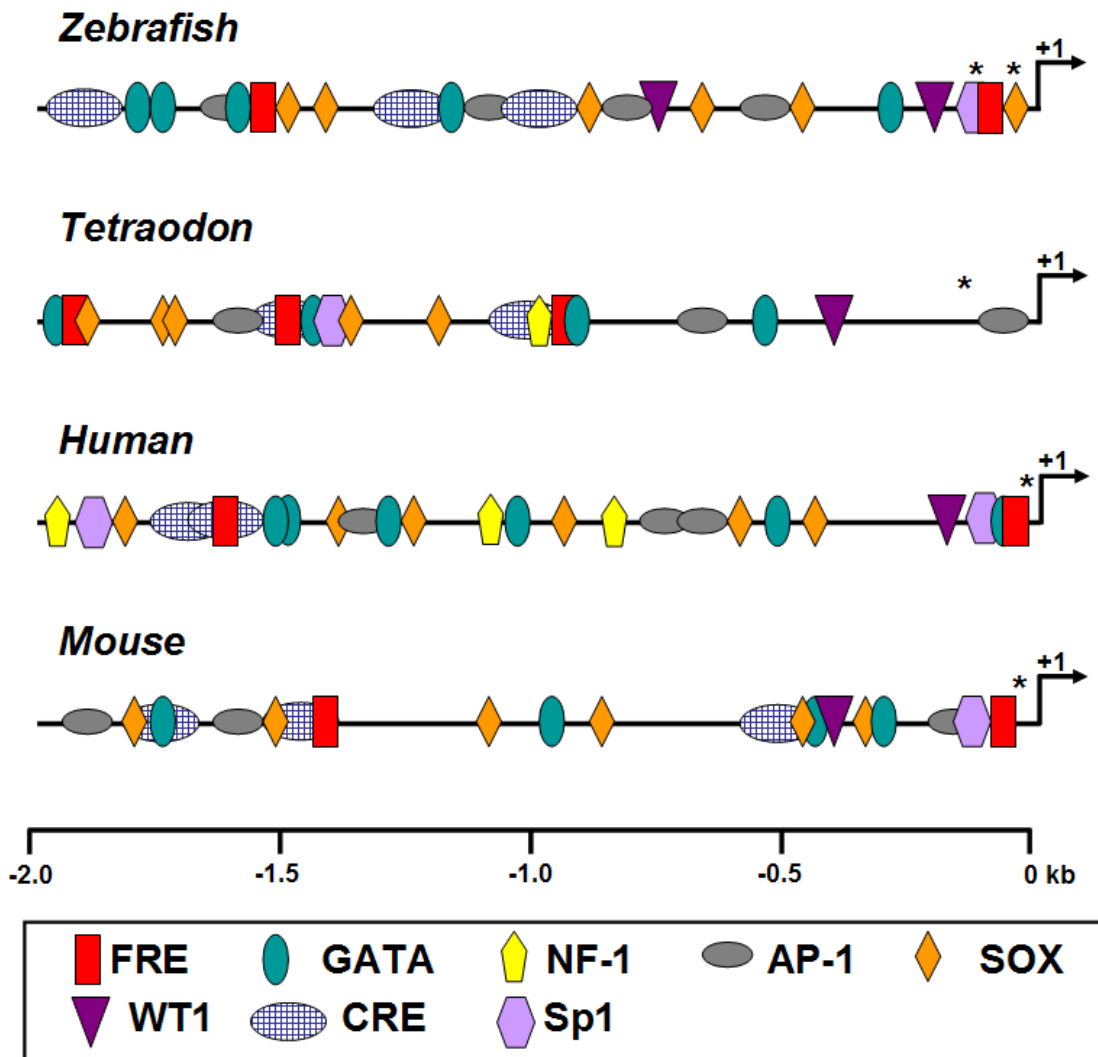 Zebrafish
+1
* *
Tetraodon
+1
*
Human
+1
*
Mouse
+1
*
-2.0 -1.5 -1.0 -0.5 0 kb
FRE GATA NF-1 AP-1 SOX
WT1 CRE Sp1